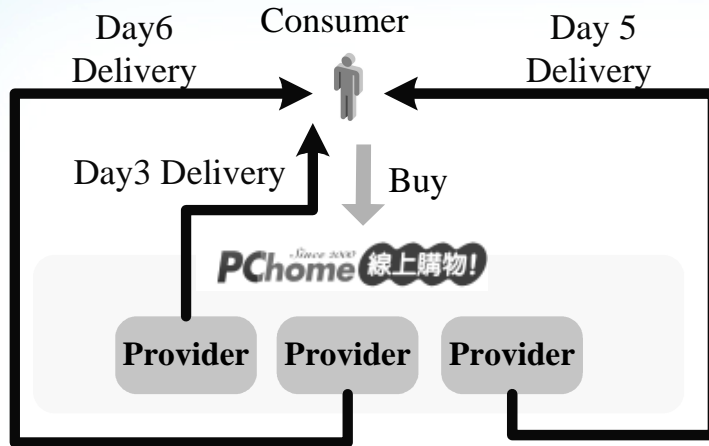 Day6
Delivery
Consumer
Day 5
Delivery
Day3 Delivery
Buy
Since 2000
PChome 線上購物!
Provider
Provider
Provider